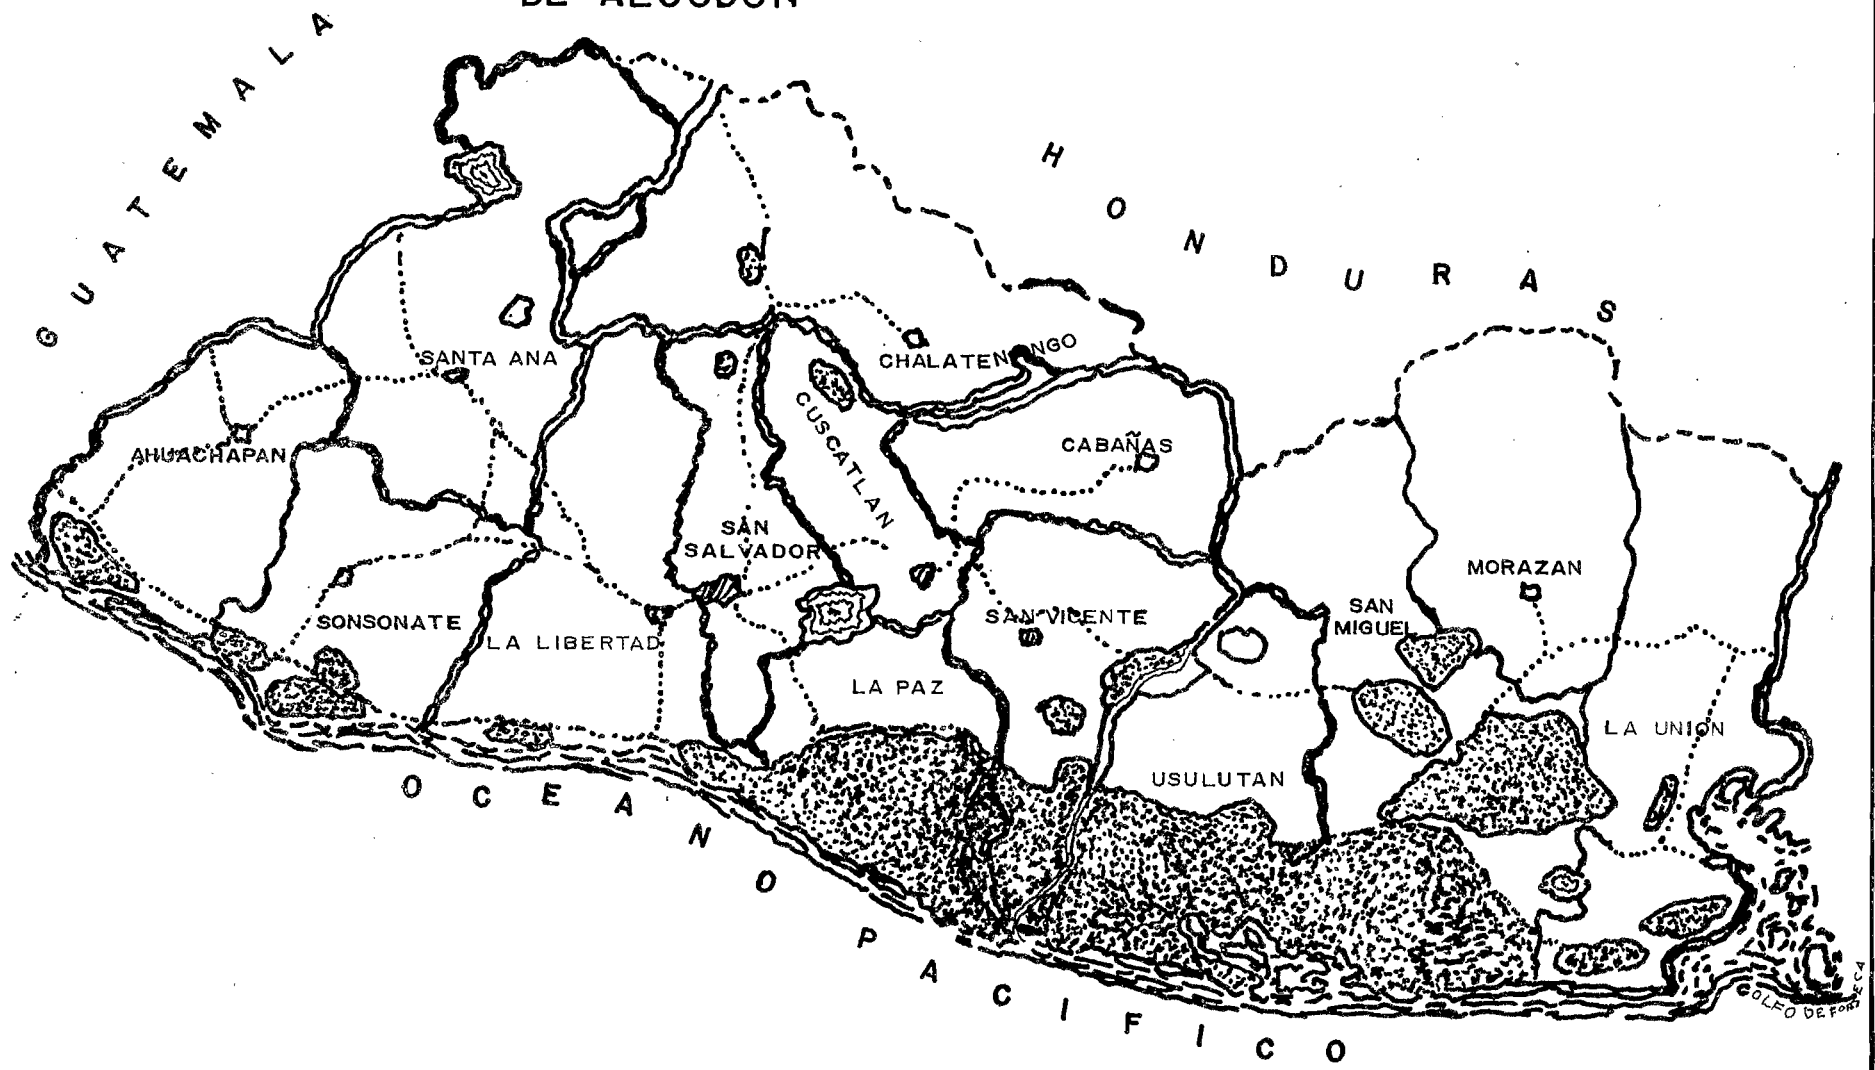 DE ALGODON
GUATEMALA
HONDURAS
SANTA ANA
CHALATENANGO
AHUACHAPAN
CUSCATLAN
CABAÑAS
SAN
SALVADOR
SONSONATE
LA LIBERTAD
SAN VICENTE
SAN
MIGUEL
MORAZAN
LA PAZ
USULUTAN
LA UNION
OCEANO PACIFICO
GOLFO DE FONSECA